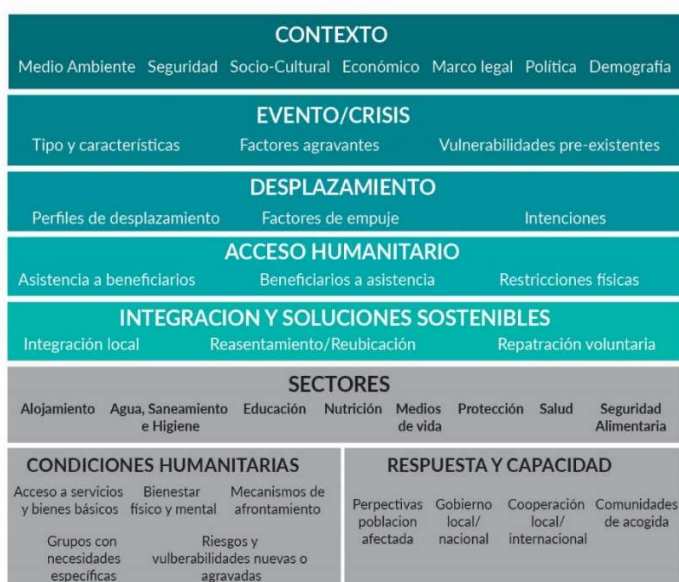 CONTEXTO
Medio Ambiente Seguridad Socio-Cultural Económico Marco legal Política Demografía
EVENTO/CRISIS
Tipo y características Factores agravantes Vulnerabilidades pre-existentes
DESPLAZAMIENTO
Perfiles de desplazamiento Factores de empuje Intenciones
ACCESO HUMANITARIO
Asistencia a beneficiarios Beneficiarios a asistencia Restricciones físicas
INTEGRACION Y SOLUCIONES SOSTENIBLES
Integración local Reasentamiento/Reubicación Repatración voluntaria
SECTORES
Alojamiento Agua, Saneamiento Educación Nutrición Medios Protección Salud Seguridad
e Higiene de vida Alimentaria
CONDICIONES HUMANITARIAS
Acceso a servicios Bienestar Mecanismos de
y bienes básicos físico y mental afrontamiento
Grupos con Riesgos y
necesidades vulberabilidades nuevas o
específicas agravadas
RESPUESTA Y CAPACIDAD
Perpectivas Gobierno Cooperación Comunidades
poblacion local/ local/ de acogida
afectada nacional internacional